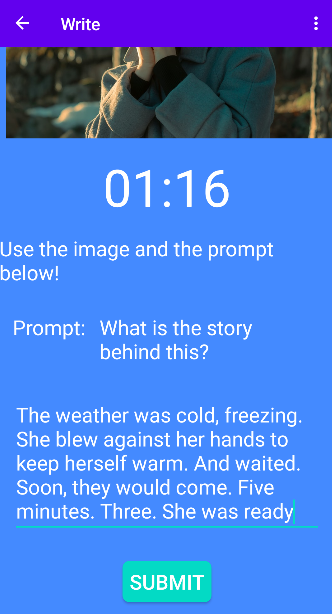 Write
01:16
Use the image and the prompt
below!
Prompt: What is the story
behind this?
The weather was cold, freezing.
She blew against her hands to
keep herself warm. And waited.
Soon, they would come. Five
minutes. Three. She was ready
SUBMIT